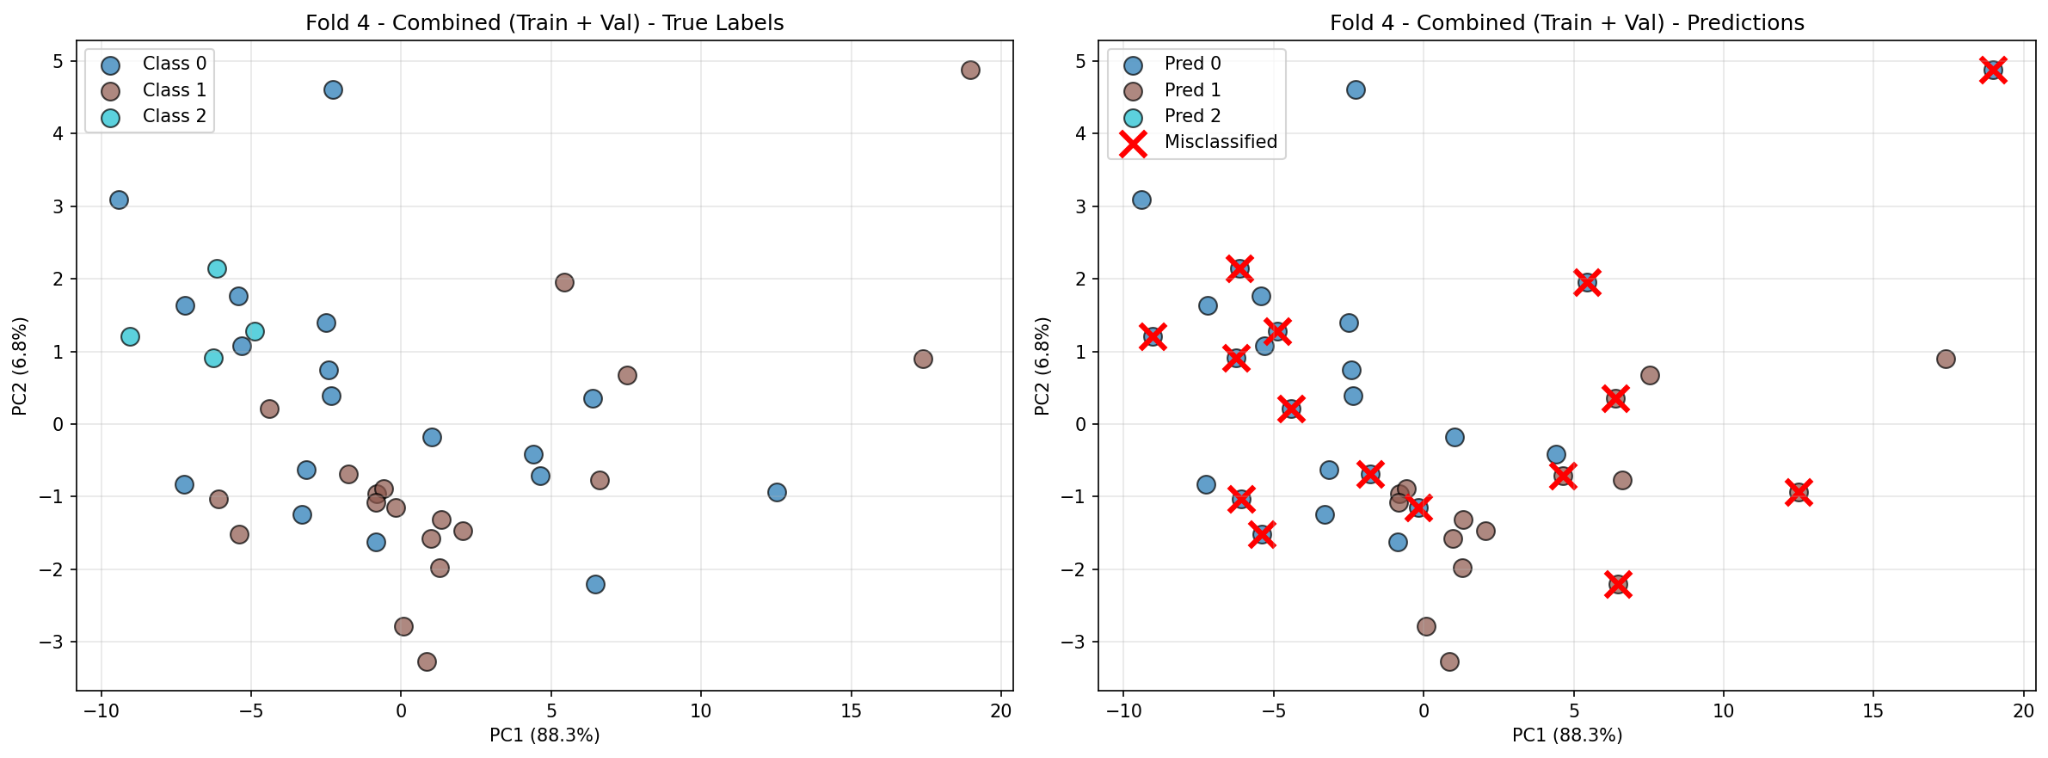 Fold 4 - Combined (Train + Val) - True Labels
Class 0
Class 1
Class 2
5
4
3
2
1
0
−1
−2
−3
PC2 (6.8%)
−10
−5
0
5
10
15
20
PC1 (88.3%)
Fold 4 - Combined (Train + Val) - Predictions
Pred 0
Pred 1
Pred 2
Misclassified
5
4
3
2
1
0
−1
−2
−3
PC2 (6.8%)
−10
−5
0
5
10
15
20
PC1 (88.3%)